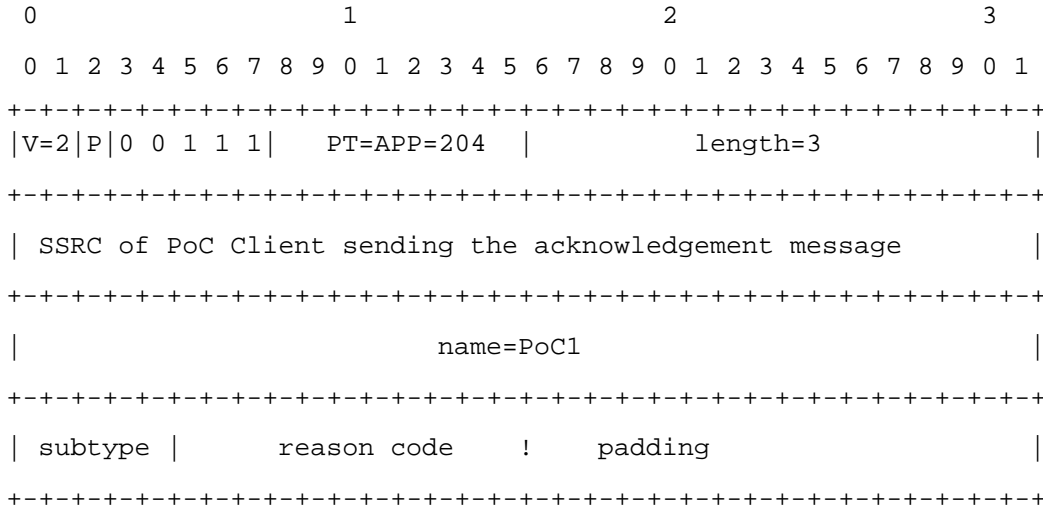 0                   1                   2                   3
0 1 2 3 4 5 6 7 8 9 0 1 2 3 4 5 6 7 8 9 0 1 2 3 4 5 6 7 8 9 0 1
+-+-+-+-+-+-+-+-+-+-+-+-+-+-+-+-+-+-+-+-+-+-+-+-+-+-+-+-+-+-+-+-+
|V=2|P|0 0 1 1 1|   PT=APP=204  |          length=3             |
+-+-+-+-+-+-+-+-+-+-+-+-+-+-+-+-+-+-+-+-+-+-+-+-+-+-+-+-+-+-+-+-+
| SSRC of PoC Client sending the acknowledgement message        |
+-+-+-+-+-+-+-+-+-+-+-+-+-+-+-+-+-+-+-+-+-+-+-+-+-+-+-+-+-+-+-+-+
|                          name=PoC1                            |
+-+-+-+-+-+-+-+-+-+-+-+-+-+-+-+-+-+-+-+-+-+-+-+-+-+-+-+-+-+-+-+-+
| subtype |      reason code    !    padding                    |
+-+-+-+-+-+-+-+-+-+-+-+-+-+-+-+-+-+-+-+-+-+-+-+-+-+-+-+-+-+-+-+-+